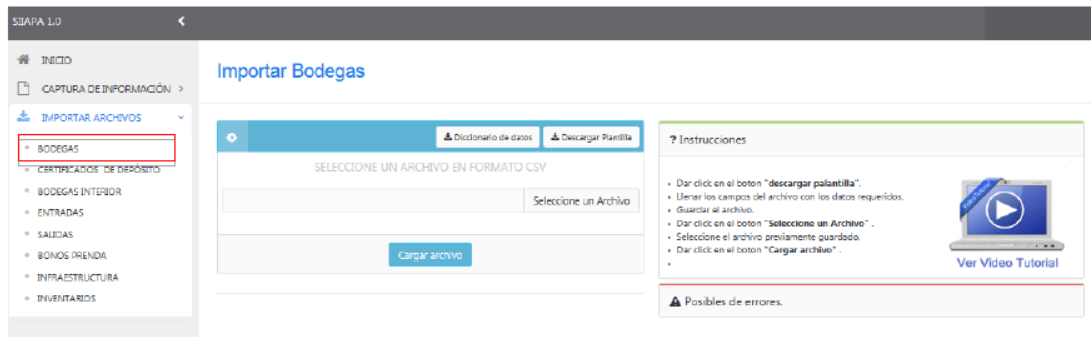 SIIAPA 1.0
INICIO
CAPTURA DE INFORMACIÓN
IMPORTAR ARCHIVOS
BODEGAS
CERTIFICADOS DE DEPÓSITO
BODEGAS INTERIOR
ENTRADAS
SALIDAS
BONOS PRENDA
INFRAESTRUCTURA
INVENTARIOS
Importar Bodegas
Diccionario de datos
Descargar Plantilla
SELECCIONE UN ARCHIVO EN FORMATO CSV
Seleccione un Archivo
Cargar archivo
? Instrucciones
Dar click en el boton "descargar palantilla".
Llenar los campos del archivo con los datos requeridos.
Guardar el archivo.
Dar click en el boton "Seleccione un Archivo" .
Seleccione el archivo previamente guardado.
Dar click en el boton "Cargar archivo" .
Video Tutorial
Ver Video Tutorial
Posibles de errores.